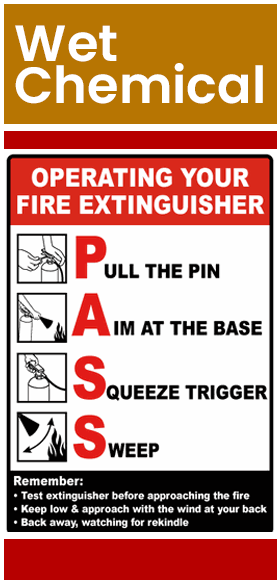 Wet
Chemical
OPERATING YOUR
FIRE EXTINGUISHER
PULL THE PIN
AIM AT THE BASE
SQUEEZE TRIGGER
SWEEP
Remember:
• Test extinguisher before approaching the fire
• Keep low & approach with the wind at your back
• Back away, watching for rekindle